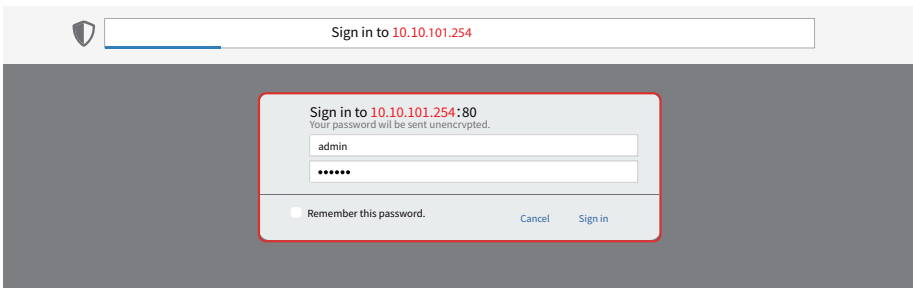 Sign in to 10.10.101.254
Sign in to 10.10.101.254:80
Your password wil be sent unencrvpted.
admin
••••••
Remember this password.
Cancel Sign in